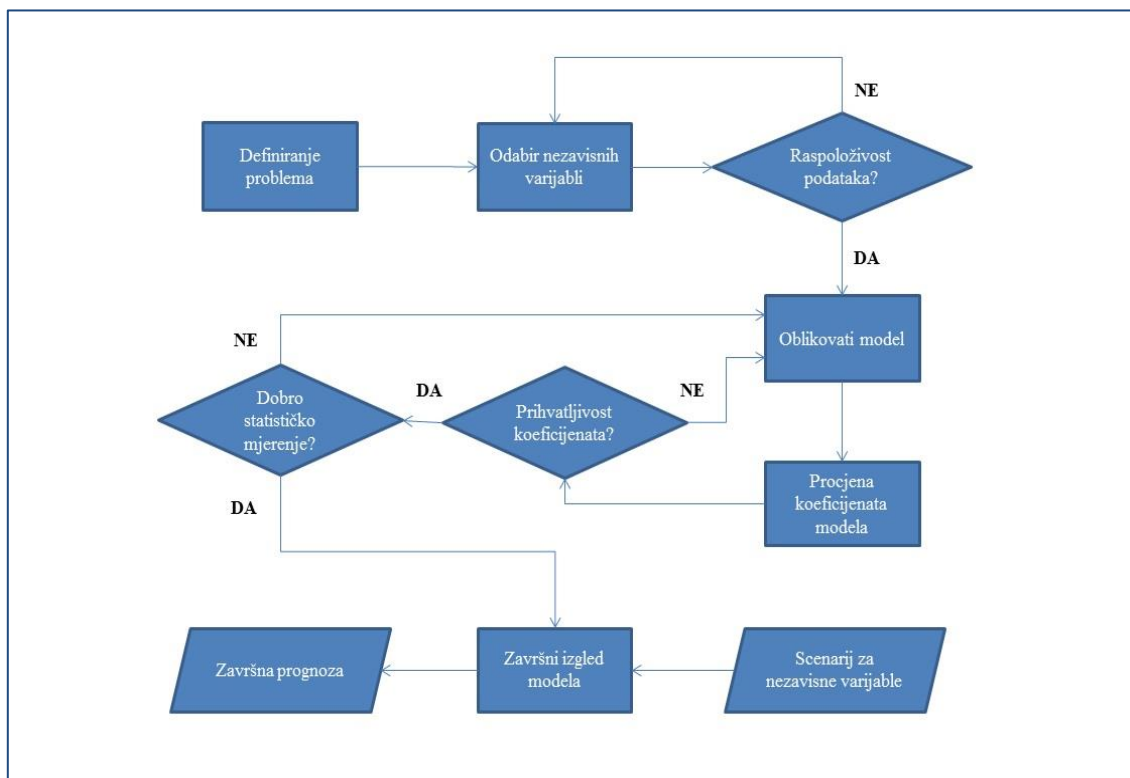 NE
Definiranje
problema
Odabir nezavisnih
varijabli
Raspoloživost
podataka?
DA
Oblikovati model
NE
DA
NE
Dobro
statističko
mjerenje?
Prihvatljivost
koeficijenata?
Procjena
koeficijenata
modela
DA
Završna prognoza
Završni izgled
modela
Scenarij za
nezavisne varijable